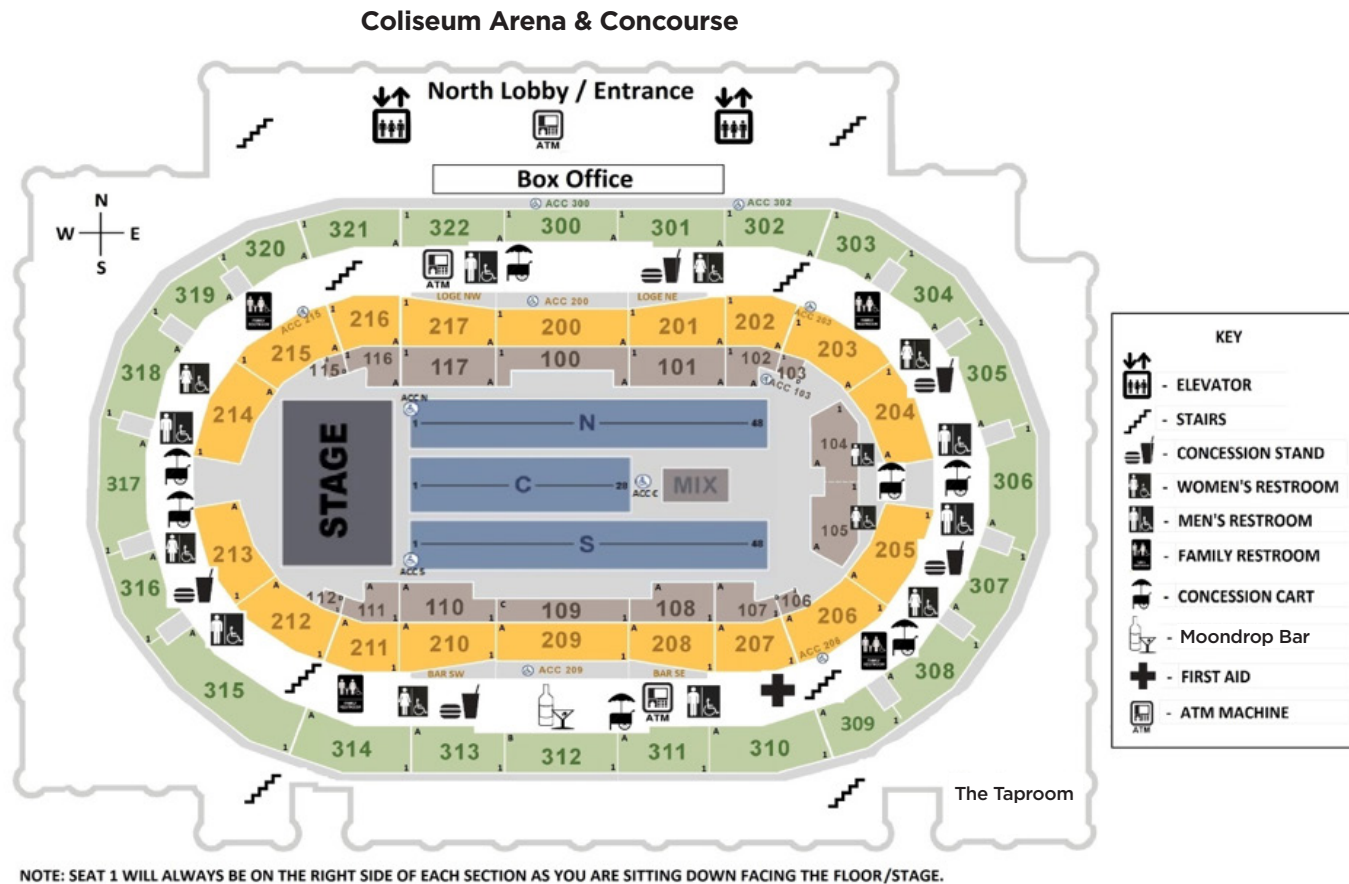 Coliseum Arena & Concourse
North Lobby / Entrance
ATM
Box Office
N
W E
S
ACC 300
ACC 302
320
321
322
300
301
302
303
319
304
318
305
317
306
316
307
315
308
314
313
312
311
310
309
ATM
LOGE NW
ACC 200
LOGE NE
ACC 215
ACC 203
215
216
217
200
201
202
203
214
204
213
205
212
206
211
210
209
208
207
115
116
117
100
101
102
103
ACC 103
104
105
112
111
110
109
108
107
106
ACC N
1 N 48
STAGE
1 C 28
ACC C
MIX
1 S 48
ACC S
BAR SW
ACC 209
BAR SE
ACC 206
ATM
The Taproom
KEY
- ELEVATOR
- STAIRS
- CONCESSION STAND
- WOMEN'S RESTROOM
- MEN'S RESTROOM
- FAMILY RESTROOM
- CONCESSION CART
- Moondrop Bar
- FIRST AID
- ATM MACHINE
ATM
NOTE: SEAT 1 WILL ALWAYS BE ON THE RIGHT SIDE OF EACH SECTION AS YOU ARE SITTING DOWN FACING THE FLOOR/STAGE.